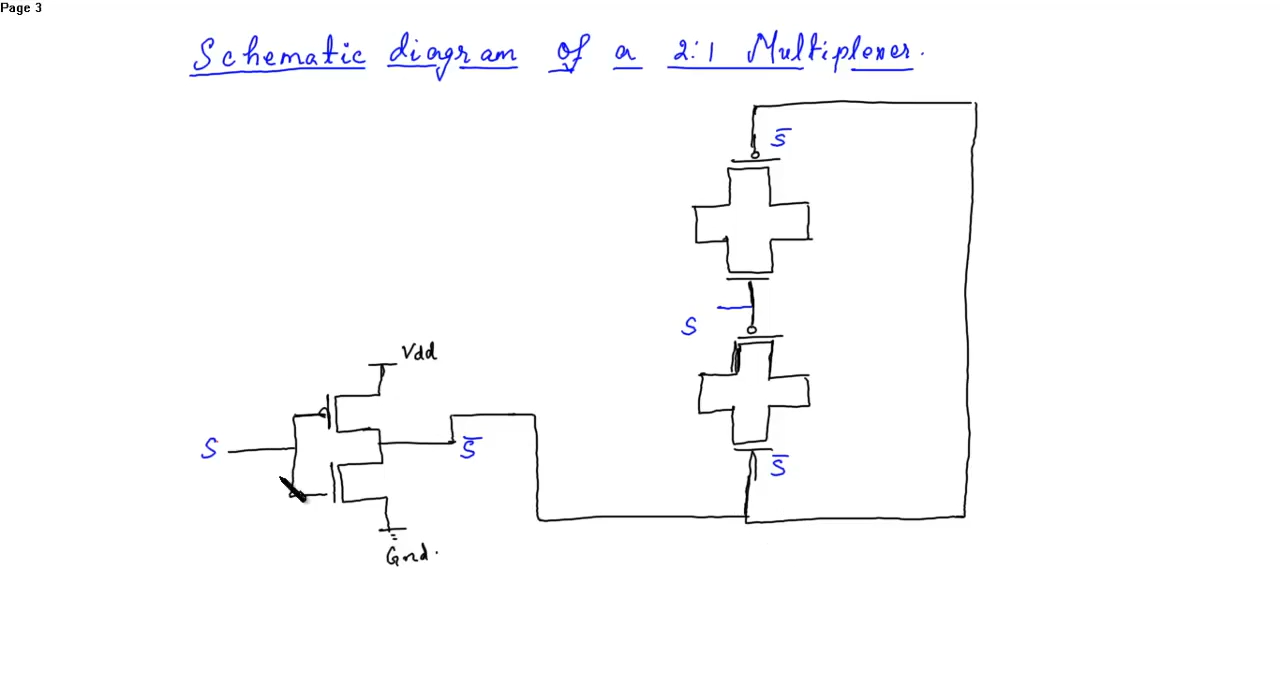 Page 3
Schematic diagram of a 2:1 Multiplexer.
S̅
S
Vdd
S
S̅
S̅
Gnd.